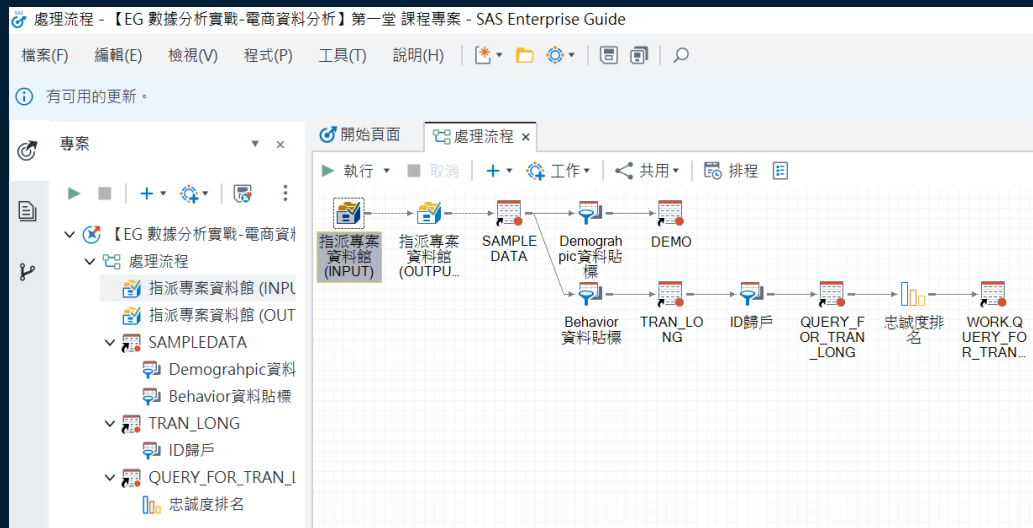 處理流程 - 【EG 數據分析實戰-電商資料分析】第一堂 課程專案 - SAS Enterprise Guide
檔案(F) 編輯(E) 檢視(V) 程式(P) 工具(T) 說明(H)
有可用的更新。
專案
開始頁面 處理流程
執行 取消 工作 共用 排程
【EG 數據分析實戰-電商資料
處理流程
指派專案資料館 (INPU
指派專案資料館 (OUT
SAMPLEDATA
Demograhpic資料
Behavior資料貼標
TRAN_LONG
ID歸戶
QUERY_FOR_TRAN_L
忠誠度排名
指派專案
資料館
(INPUT)
指派專案
資料館
(OUTPU...
SAMPLE
DATA
Demograh
pic資料貼
標
DEMO
Behavior
資料貼標
TRAN_LO
NG
ID歸戶
QUERY_F
OR_TRAN
_LONG
忠誠度排
名
WORK.Q
UERY_FO
R_TRAN...